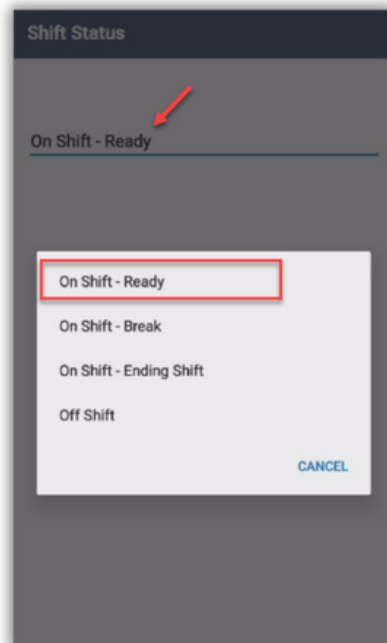 Shift Status
On Shift - Ready
On Shift - Ready
On Shift - Break
On Shift - Ending Shift
Off Shift
CANCEL